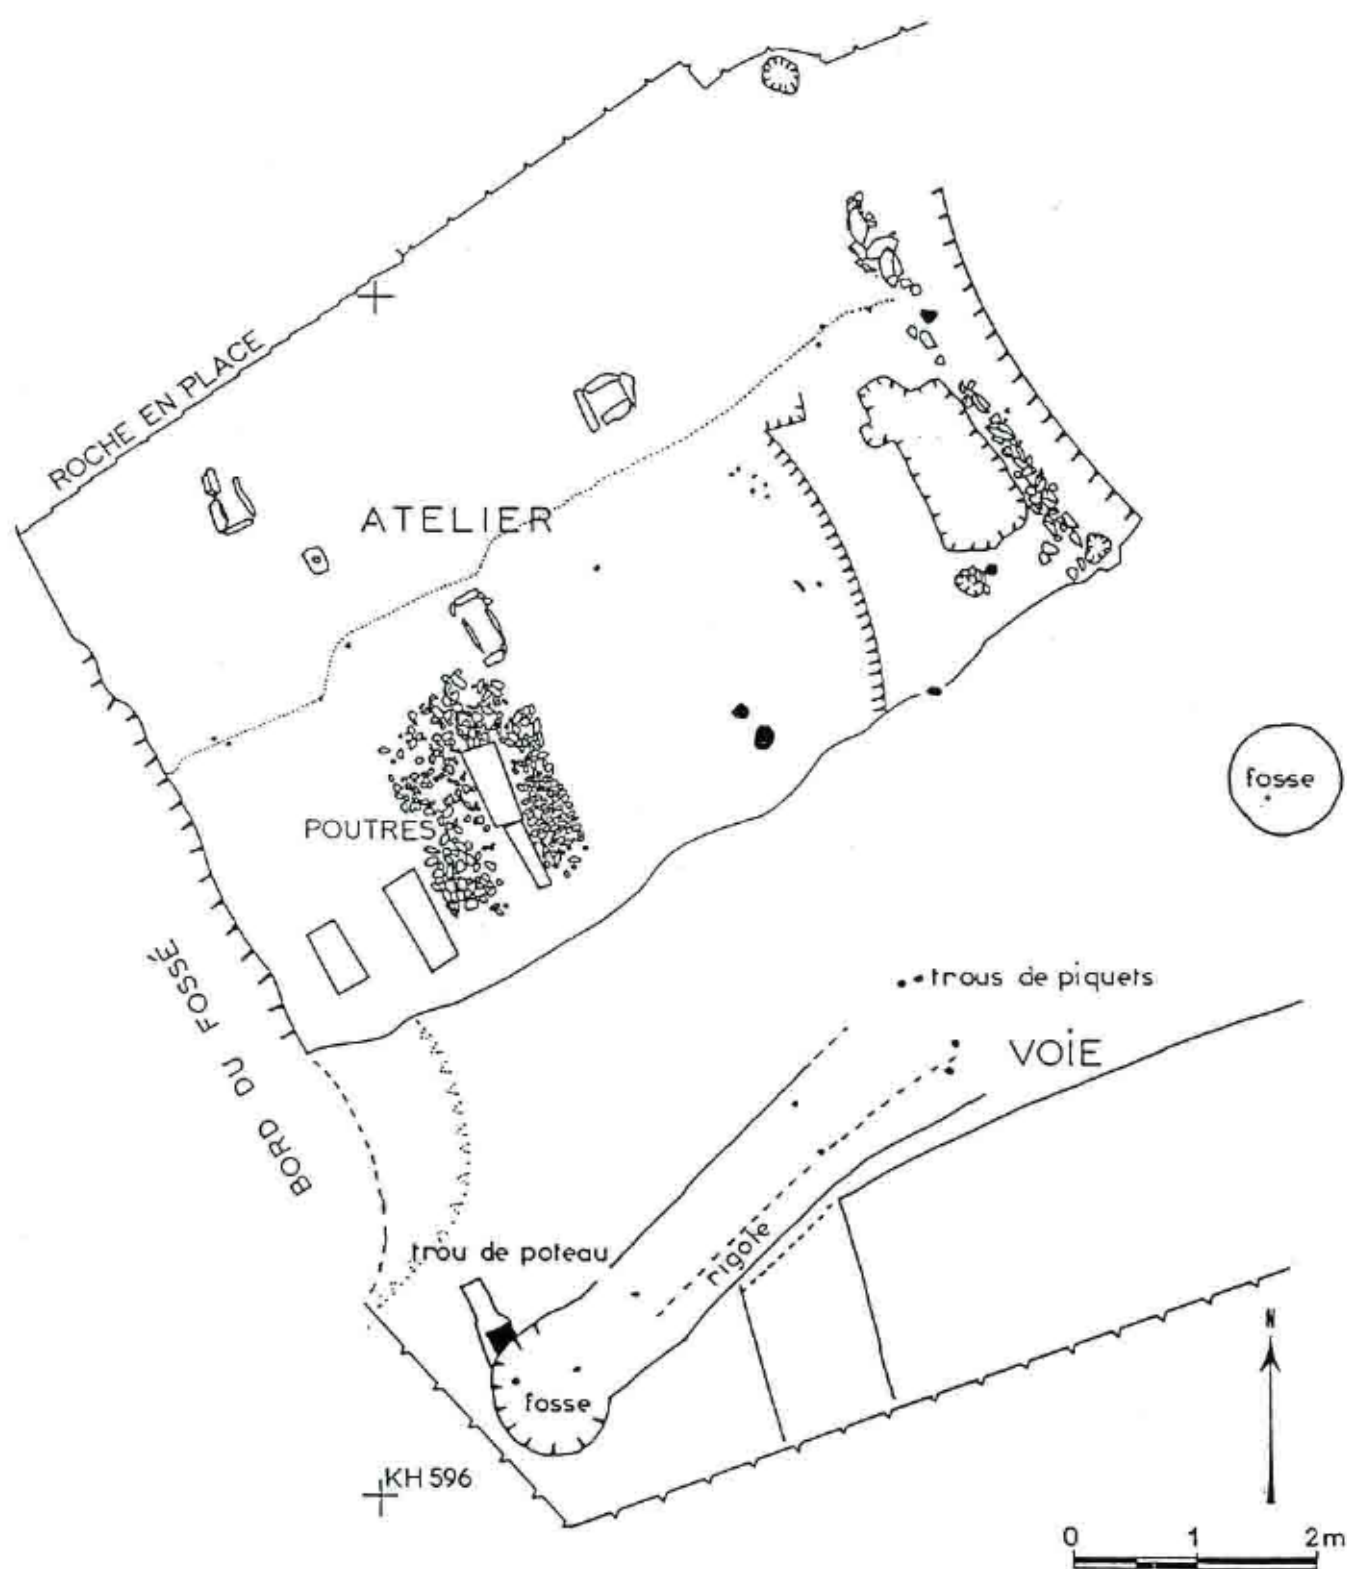 ROCHE EN PLACE
ATELIER
POUTRES
fosse
BORD DU FOSSÉ
trous de piquets
VOIE
rigole
trou de poteau
fosse
KH 596
N
0 1 2m